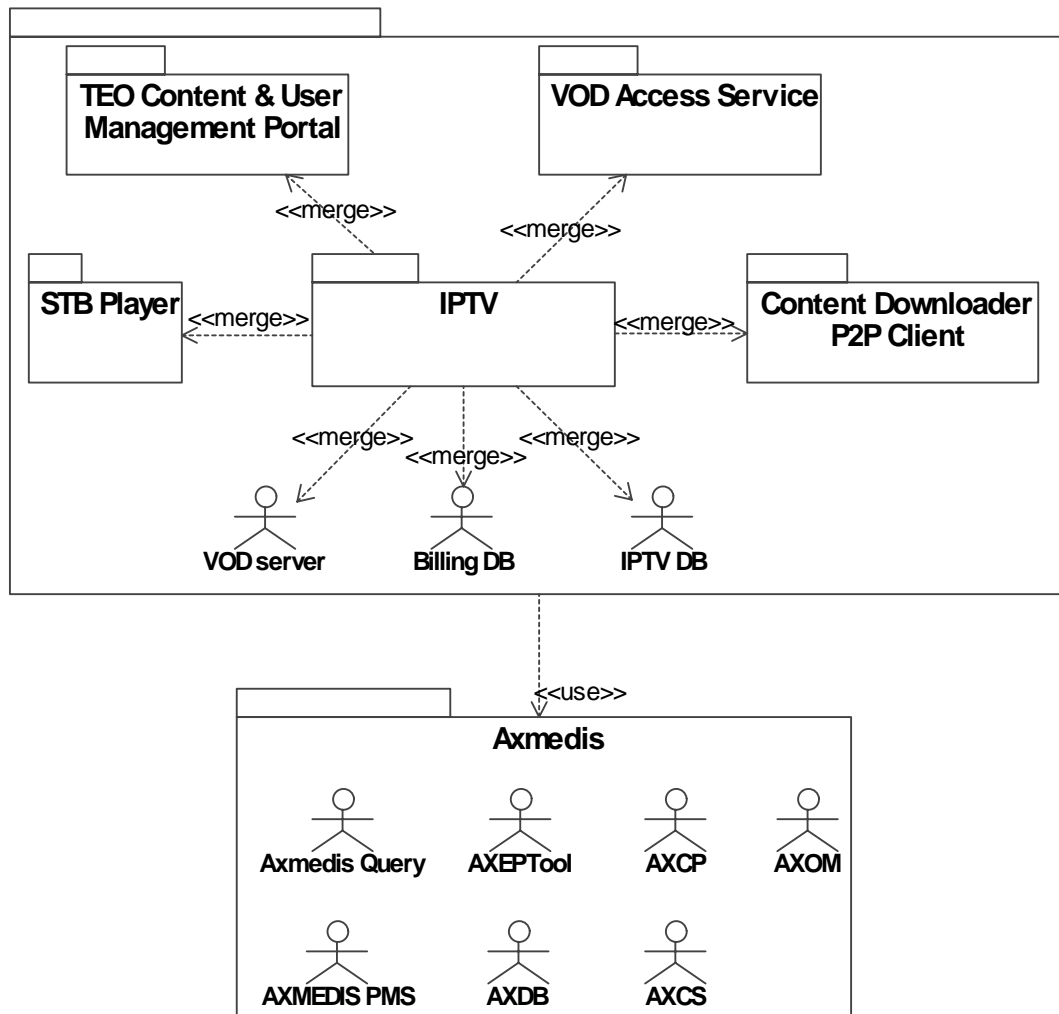 TEO Content & User
Management Portal
VOD Access Service
<<merge>>
<<merge>>
STB Player
IPTV
Content Downloader
P2P Client
<<merge>>
<<merge>>
<<merge>>
<<merge>>
<<merge>>
VOD server
Billing DB
IPTV DB
<<use>>
Axmedis
Axmedis Query
AXEPTool
AXCP
AXOM
AXMEDIS PMS
AXDB
AXCS